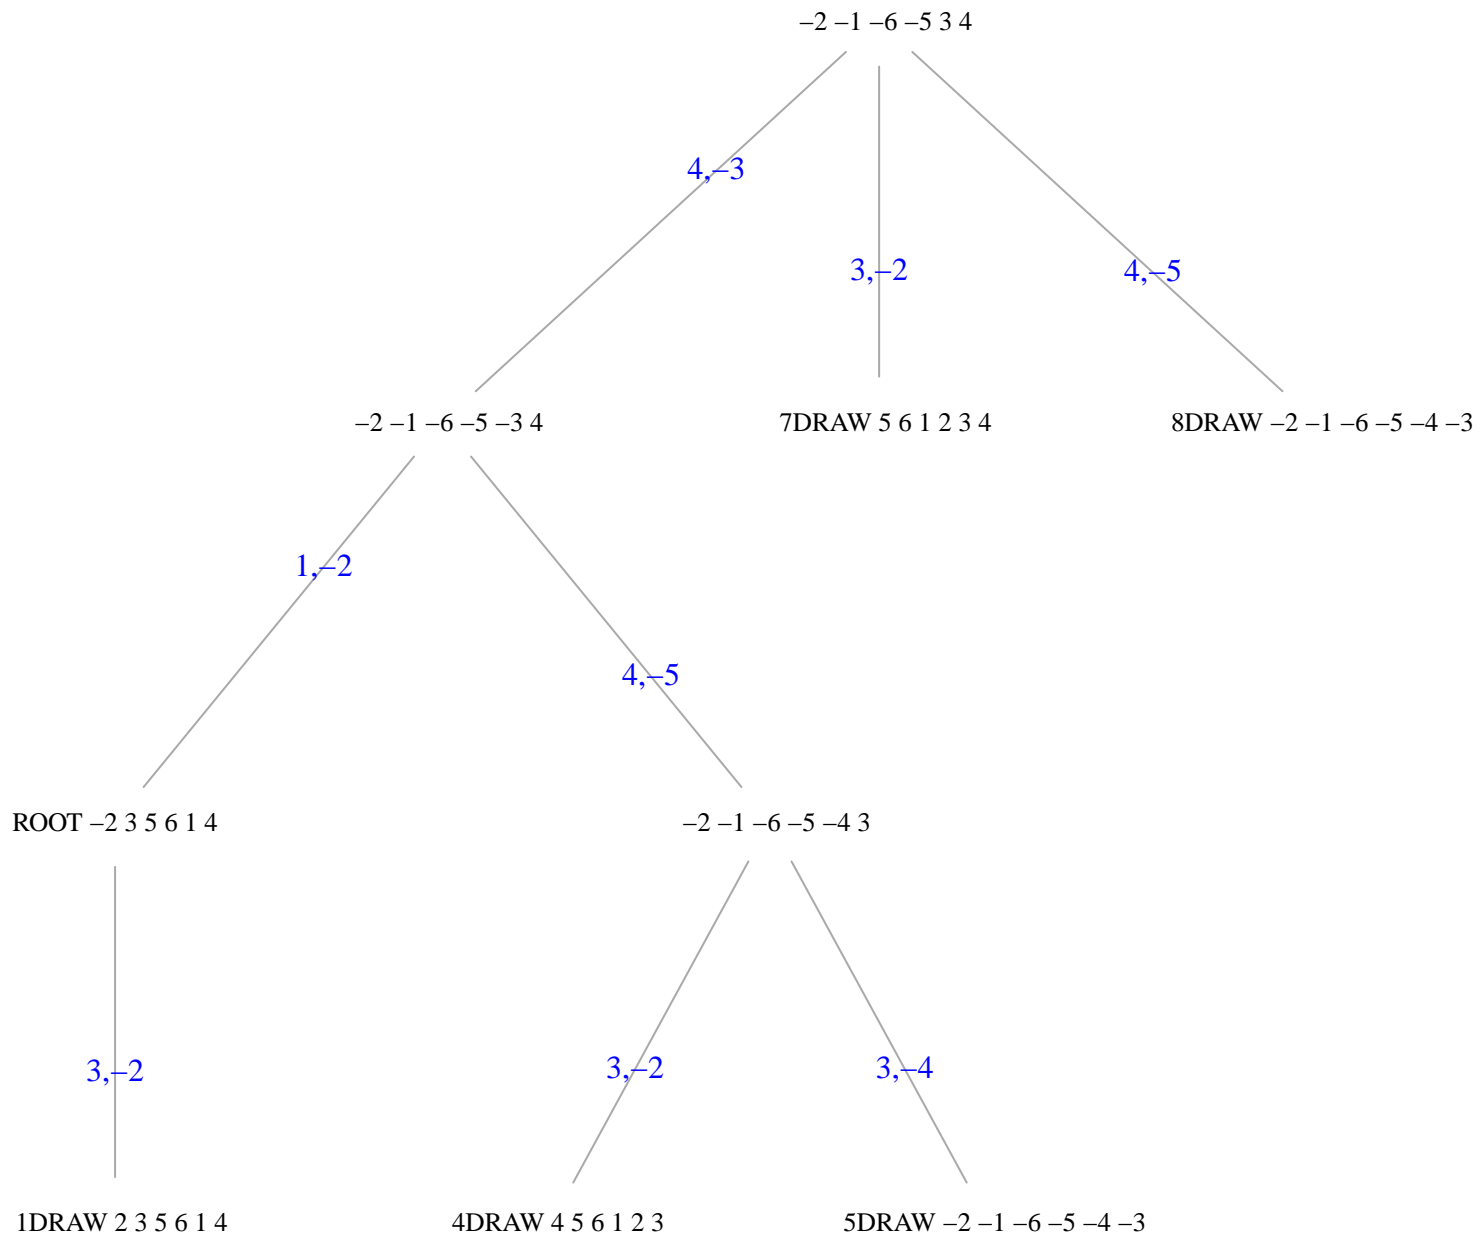 –2 –1 –6 –5 3 4
4,–3
3,–2
4,–5
–2 –1 –6 –5 –3 4
7DRAW 5 6 1 2 3 4
8DRAW –2 –1 –6 –5 –4 –3
1,–2
4,–5
ROOT –2 3 5 6 1 4
–2 –1 –6 –5 –4 3
3,–2
3,–2
3,–4
1DRAW 2 3 5 6 1 4
4DRAW 4 5 6 1 2 3
5DRAW –2 –1 –6 –5 –4 –3